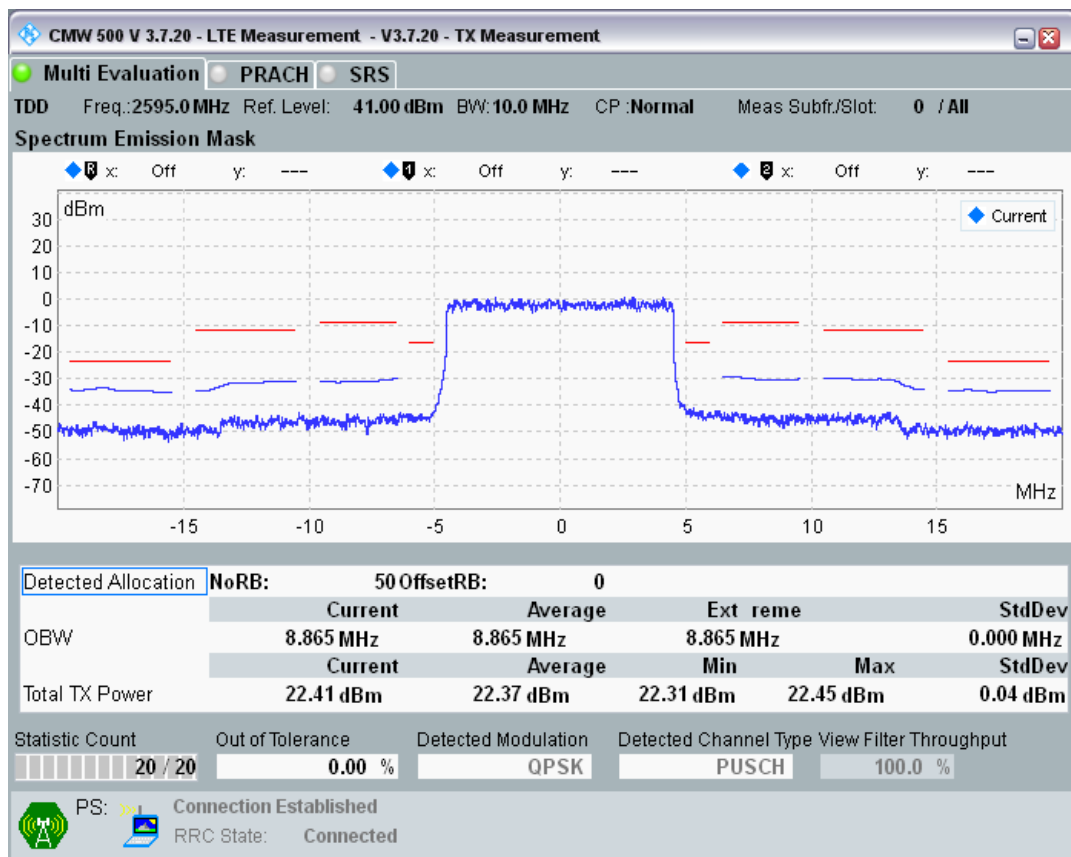 CMW 500 V 3.7.20 - LTE Measurement - V3.7.20 - TX Measurement
Multi Evaluation PRACH SRS
TDD Freg.:2595.0MHz Ref. Level: 41.00 dBm BW:10.0 MHz CP :Normal Meas Subfr./Slot: 0 / All
Spectrum Emission Mask
R x: Off y: --- 1 x: Off y: --- 2 x: Off y: ---
dBm
Current
30
20
10
0
-10
-20
-30
-40
-50
-60
-70
MHz
-15 -10 -5 0 5 10 15
Detected Allocation NoRB: 50 OffsetRB: 0
Current Average Ext reme StdDev
OBW 8.865 MHz 8.865 MHz 8.865 MHz 0.000 MHz
Current Average Min Max StdDev
Total TX Power 22.41 dBm 22.37 dBm 22.31 dBm 22.45 dBm 0.04 dBm
Statistic Count Out of Tolerance Detected Modulation Detected Channel Type View Filter Throughput
20 / 20 0.00 % QPSK PUSCH 100.0 %
PS: Connection Established
RRC State: Connected